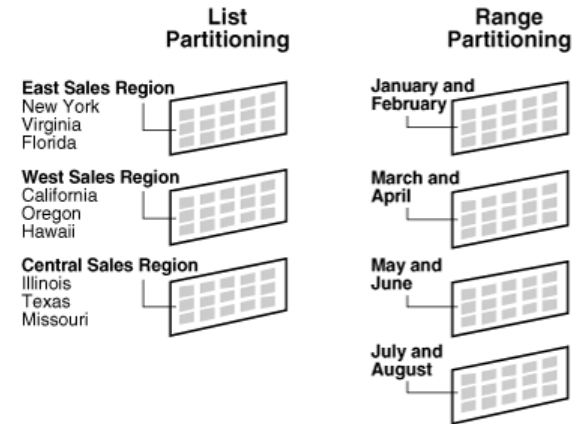 List
Partitioning
East Sales Region
New York
Virginia
Florida
West Sales Region
California
Oregon
Hawaii
Central Sales Region
Illinois
Texas
Missouri
Range
Partitioning
January and
February
March and
April
May and
June
July and
August